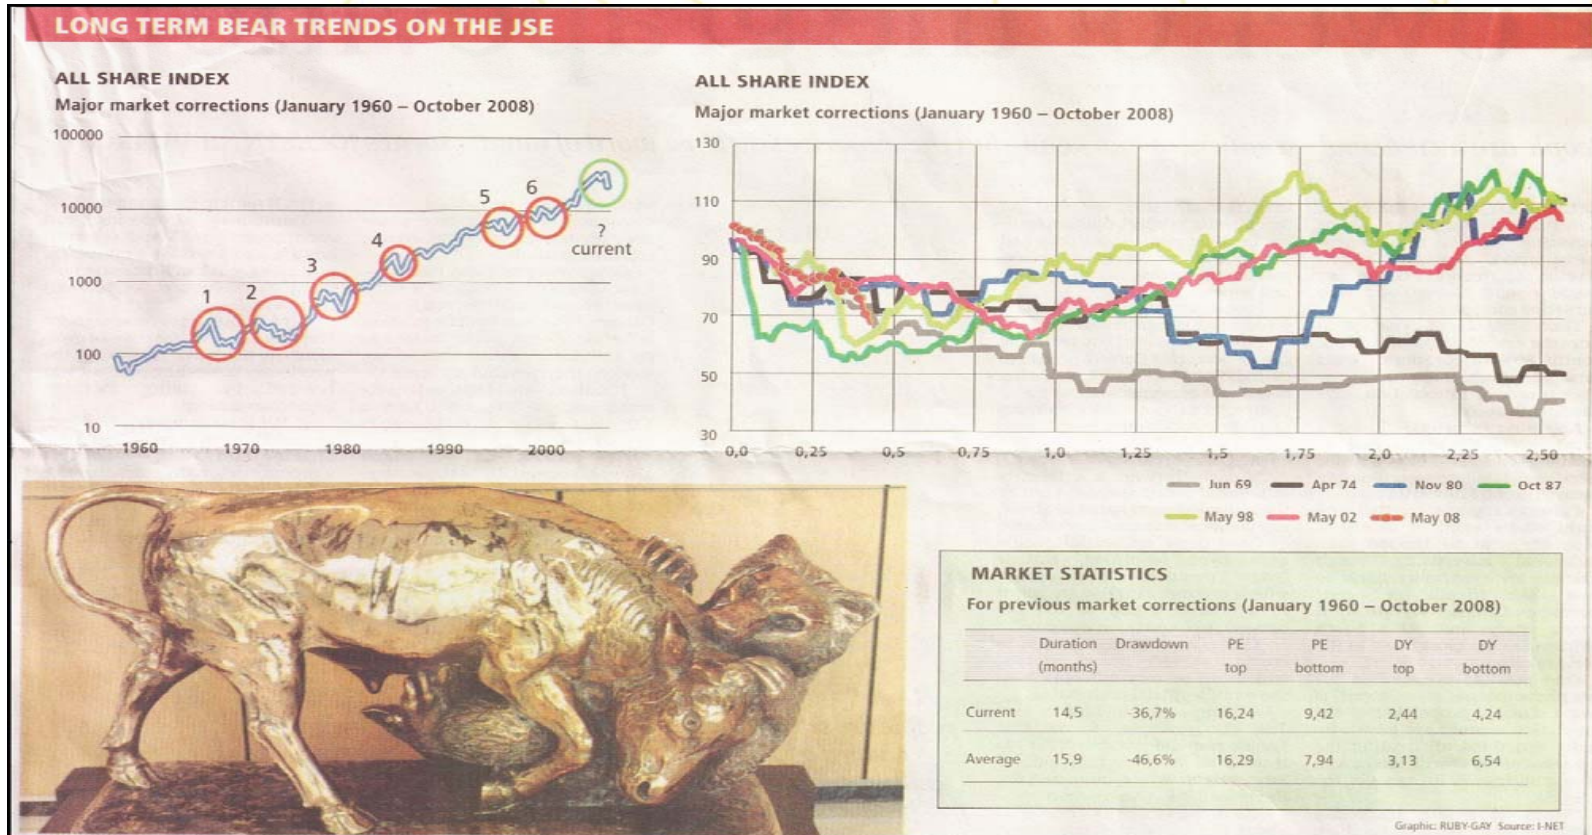 LONG TERM BEAR TRENDS ON THE JSE
ALL SHARE INDEX
Major market corrections (January 1960 – October 2008)
100000
10000
1000
100
10
1
2
3
4
5
6
?
current
1960
1970
1980
1990
2000
ALL SHARE INDEX
Major market corrections (January 1960 – October 2008)
130
110
90
70
50
30
0,0 0,25 0,5 0,75 1,0 1,25 1,5 1,75 2,0 2,25 2,50
Jun 69 Apr 74 Nov 80 Oct 87
May 98 May 02 May 08
MARKET STATISTICS
For previous market corrections (January 1960 – October 2008)
Duration Drawdown PE PE DY DY
(months) top bottom top bottom
Current 14,5 -36,7% 16,24 9,42 2,44 4,24
Average 15,9 -46,6% 16,29 7,94 3,13 6,54
Graphic: RUBY-GAY Source: I-NET